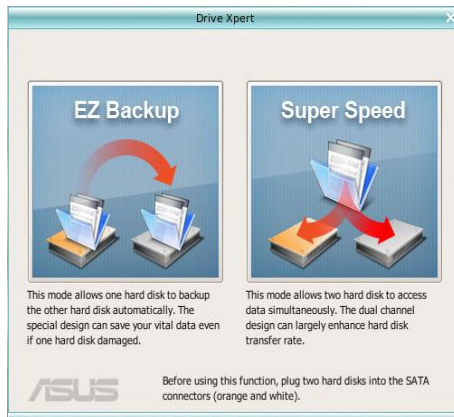 Drive Xpert
EZ Backup
This mode allows one hard disk to backup
the other hard disk automatically. The
special design can save your vital data even
if one hard disk damaged.
Super Speed
This mode allows two hard disk to access
data simultaneously. The dual channel
design can largely enhance hard disk
transfer rate.
ASUS
Before using this function, plug two hard disks into the SATA
connectors (orange and white).